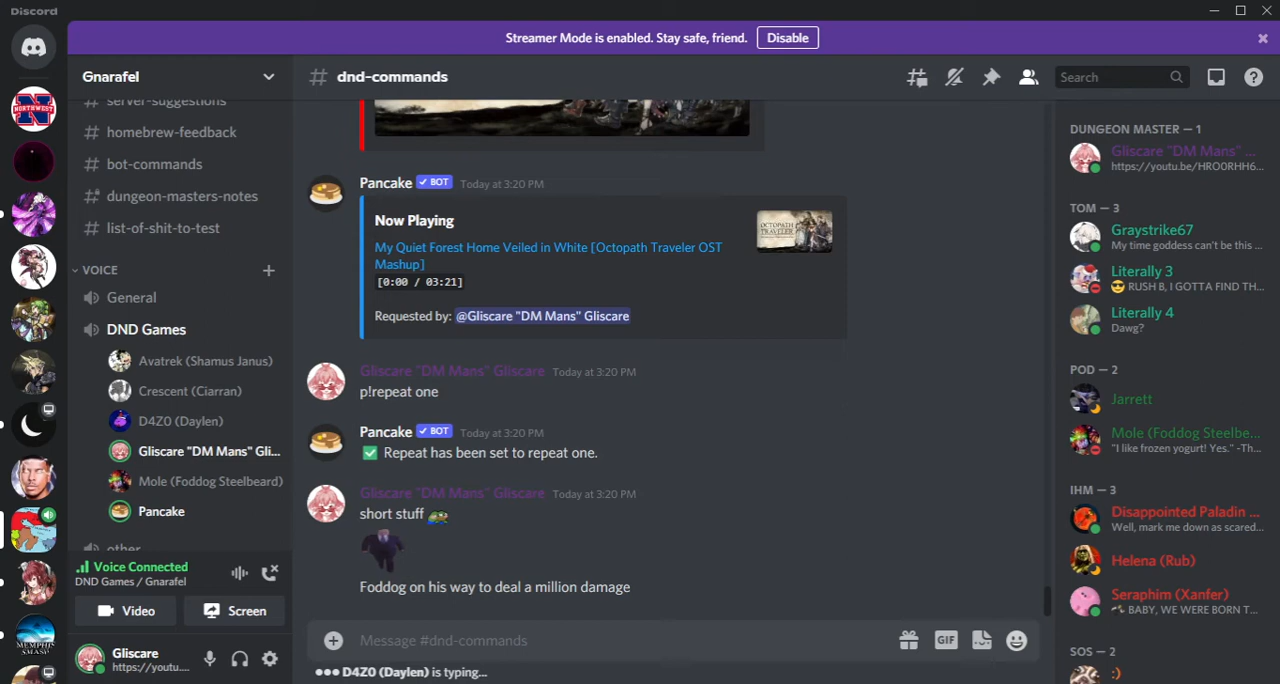 Discord
Streamer Mode is enabled. Stay safe, friend.
Disable
NORTHWEST
MEMPHIS
SMASH
Gnarafel
server-suggestions
homebrew-feedback
bot-commands
dungeon-masters-notes
list-of-shit-to-test
VOICE
General
DND Games
Avatrek (Shamus Janus)
Crescent (Ciarran)
D4Z0 (Daylen)
Gliscare "DM Mans" Gli...
Mole (Foddog Steelbeard)
Pancake
other
Voice Connected
DND Games / Gnarafel
Video
Screen
Gliscare
https://youtu....
# dnd-commands
Search
Pancake ✓ BOT Today at 3:20 PM
Now Playing
My Quiet Forest Home Veiled in White [Octopath Traveler OST
Mashup]
[0:00 / 03:21]
Requested by: @Gliscare "DM Mans" Gliscare
OCTOPATH
TRAVELER
Gliscare "DM Mans" Gliscare Today at 3:20 PM
p!repeat one
Pancake ✓ BOT Today at 3:20 PM
✅ Repeat has been set to repeat one.
Gliscare "DM Mans" Gliscare Today at 3:20 PM
short stuff
Foddog on his way to deal a million damage
Message #dnd-commands
GIF
D4Z0 (Daylen) is typing...
DUNGEON MASTER — 1
Gliscare "DM Mans" ...
https://youtu.be/HRO0RHH6...
TOM — 3
Graystrike67
My time goddess can't be this ...
Literally 3
😎 RUSH B, I GOTTA FIND TH...
Literally 4
Dawg?
POD — 2
Jarrett
Mole (Foddog Steelbe...
"I like frozen yogurt! Yes." -Th...
IHM — 3
Disappointed Paladin ...
Well, mark me down as scared...
Helena (Rub)
Seraphim (Xanfer)
BABY, WE WERE BORN T...
SOS — 2
:)